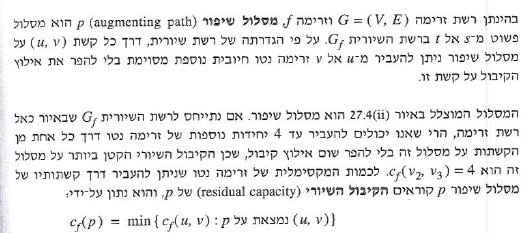 בהינתן רשת זרימה G = (V, E) וזרימה f, מסלול שיפור (augmenting path) p הוא מסלול
פשוט מ-s אל t ברשת השיורית G_f. על פי הגדרתה של רשת שיורית, דרך כל קשת (u, v) על
מסלול שיפור ניתן להעביר מ-u אל v זרימה נטו חיובית נוספת מסוימת בלי להפר את אילוץ
הקיבול על קשת זו.
המסלול המוצלל באיור 27.4(ii) הוא מסלול שיפור. אם נתייחס לרשת השיורית G_f שבאיור כאל
רשת זרימה, הרי שאנו יכולים להעביר עד 4 יחידות נוספות של זרימה נטו דרך כל אחת מן
הקשתות על מסלול זה בלי להפר שום אילוץ קיבול, שכן הקיבול השיורי הקטן ביותר על מסלול
זה הוא c_f(v_2, v_3) = 4. לכמות המקסימלית של זרימה נטו שניתן להעביר דרך קשתותיו של
מסלול שיפור p קוראים הקיבול השיורי (residual capacity) של p, והוא נתון על-ידי:
c_f(p) = min{c_f(u, v) : p נמצאת על (u, v)}